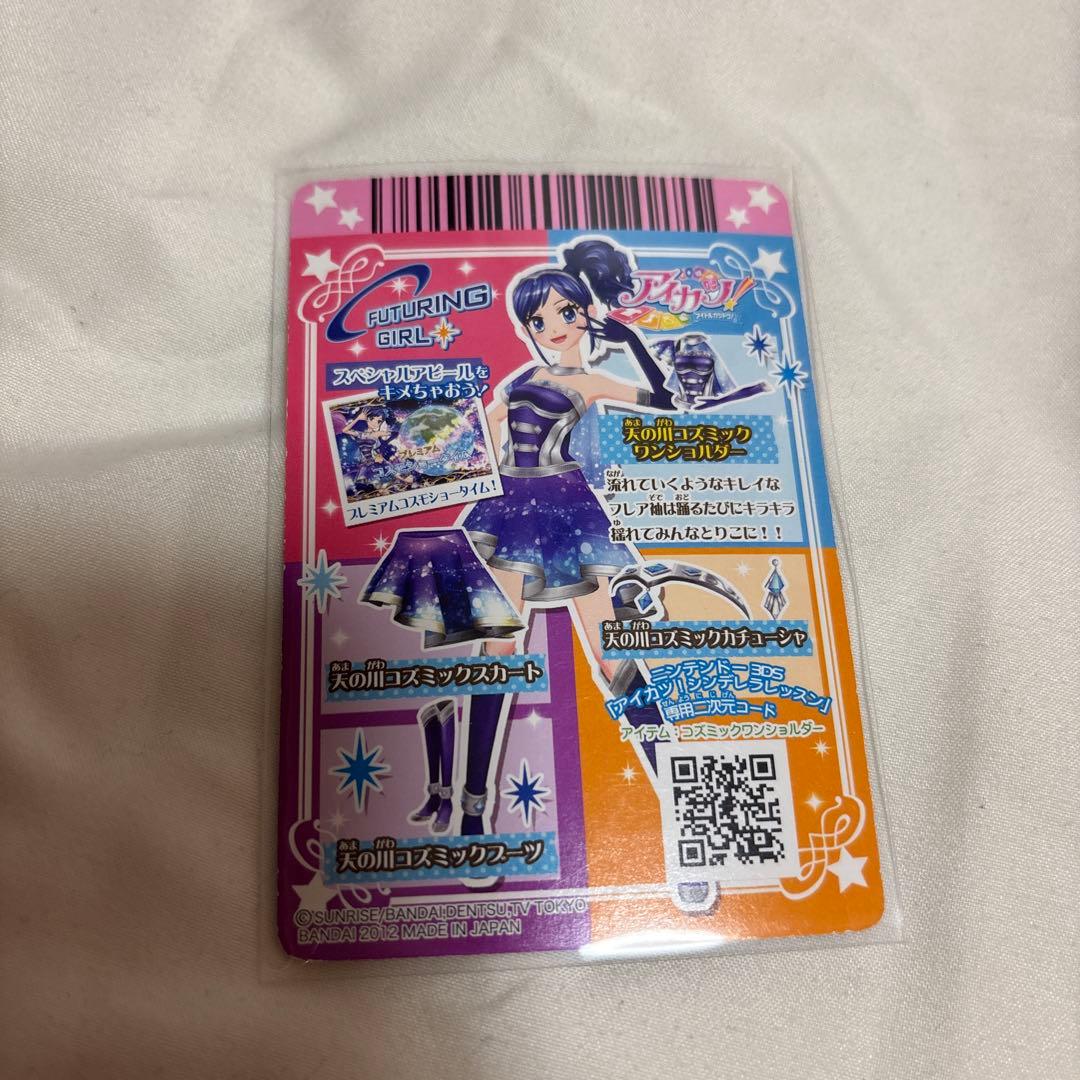 FUTURING
GIRL
アイカツ!
アイドルカツドウ!
スペシャルアピールを
キメちゃおう!
プレミアム
プレミアムコスモショータイム!
あま がわ
天の川コズミック
ワンショルダー
なが
流れていくようなキレイな
そで おど
フレア袖は踊るたびにキラキラ
ゆ
揺れてみんなとりこに!!
あま がわ
天の川コズミックカチューシャ
あま がわ
天の川コズミックスカート
ニンテンドー3DS
「アイカツ!シンデレラレッスン」
せんようにじげん
専用二次元コード
アイテム:コズミックワンショルダー
あま がわ
天の川コズミックブーツ
©SUNRISE/BANDAI,DENTSU,TV TOKYO
BANDAI 2012 MADE IN JAPAN